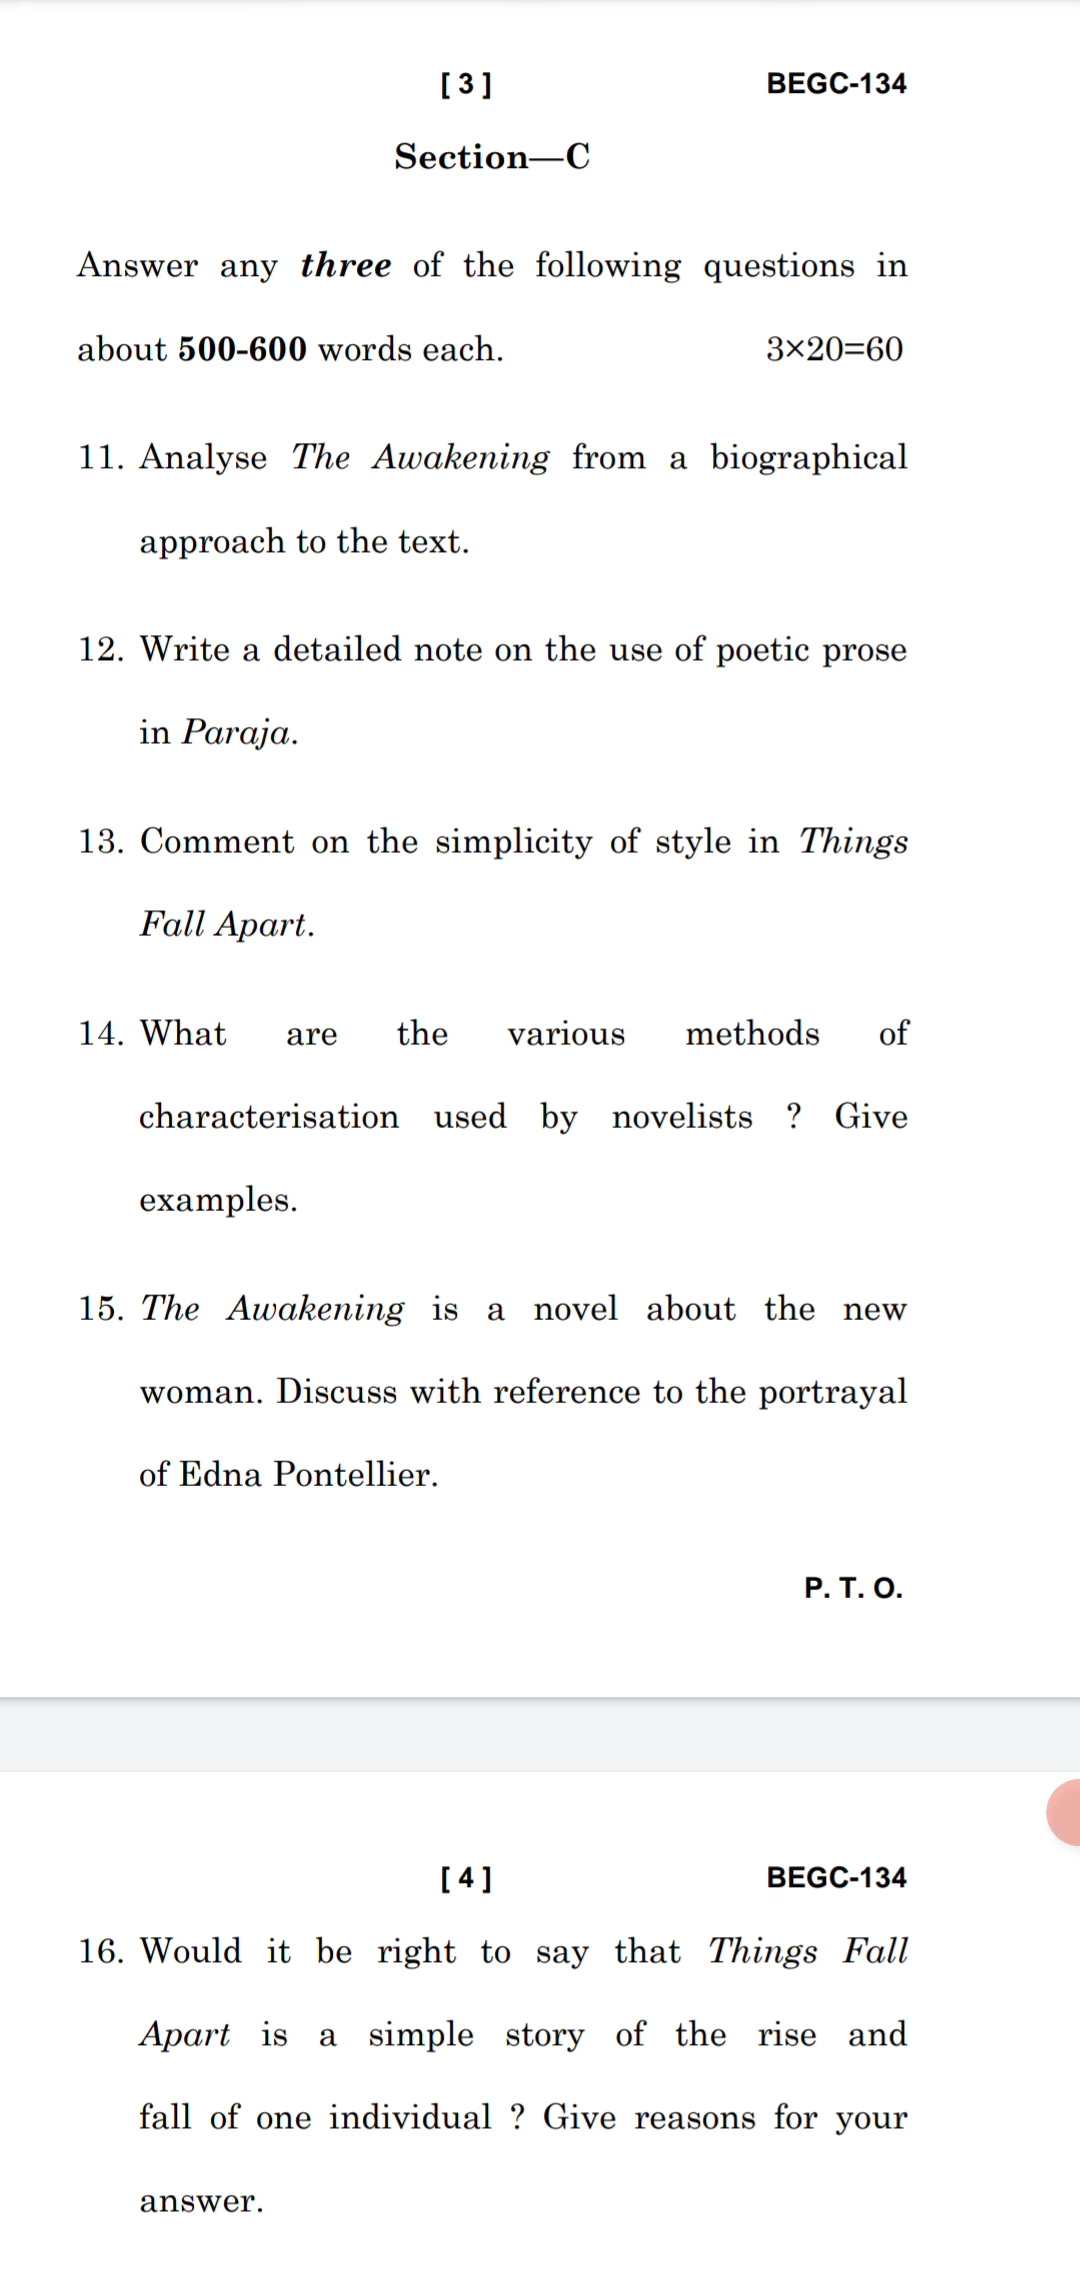 [ 3 ] BEGC-134
Section—C
Answer any three of the following questions in
about 500-600 words each. 3×20=60
11. Analyse The Awakening from a biographical
approach to the text.
12. Write a detailed note on the use of poetic prose
in Paraja.
13. Comment on the simplicity of style in Things
Fall Apart.
14. What are the various methods of
characterisation used by novelists ? Give
examples.
15. The Awakening is a novel about the new
woman. Discuss with reference to the portrayal
of Edna Pontellier.
P. T. O.
[ 4 ] BEGC-134
16. Would it be right to say that Things Fall
Apart is a simple story of the rise and
fall of one individual ? Give reasons for your
answer.